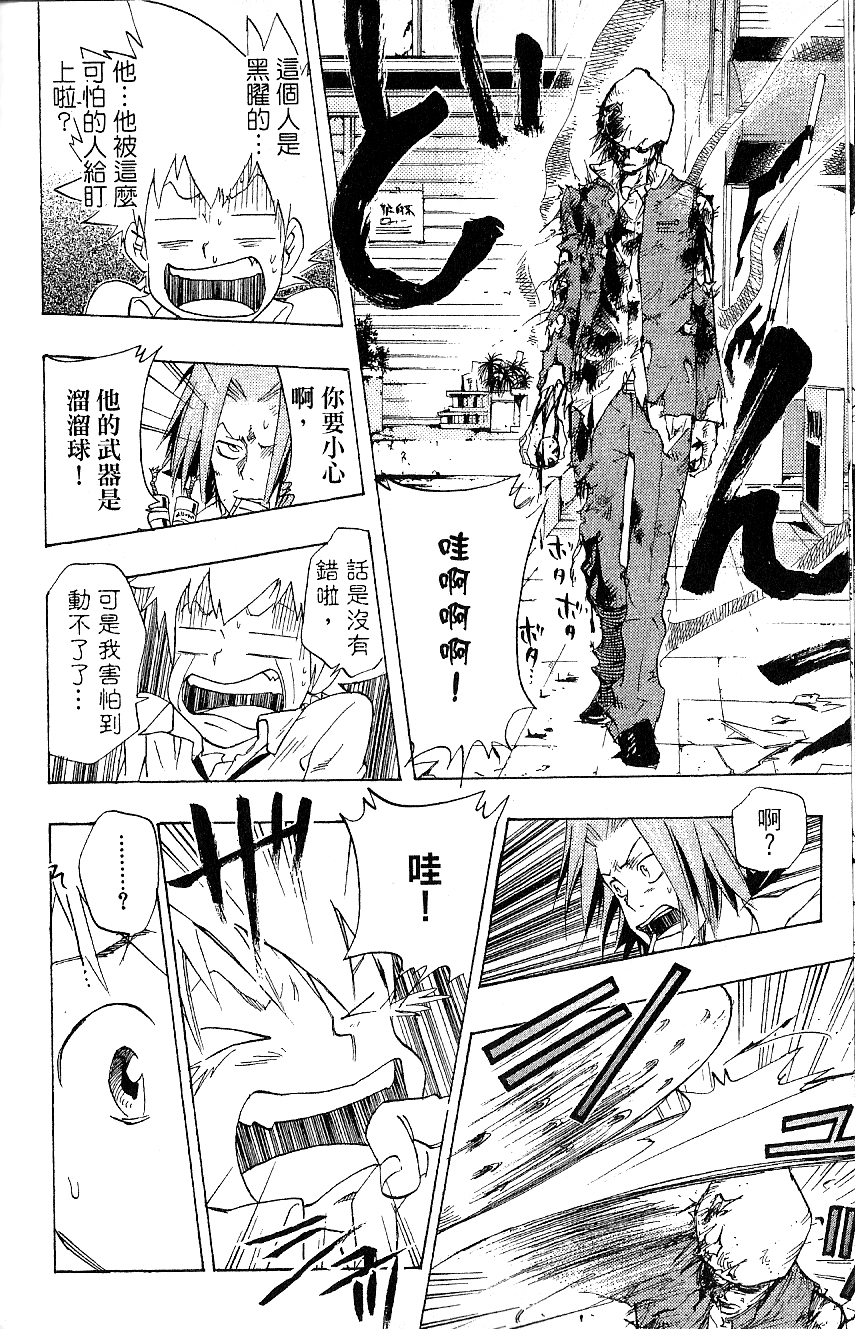 どん
ボタ
ボタ
ボタ…
哇啊啊啊！
這個人是
黑曜的…
他…他被這麼
可怕的人給盯
上啦？
你要小心
啊，
他的武器是
溜溜球！
話是沒有
錯啦，
可是我害怕到
動不了了…
啊？
哇！
……？